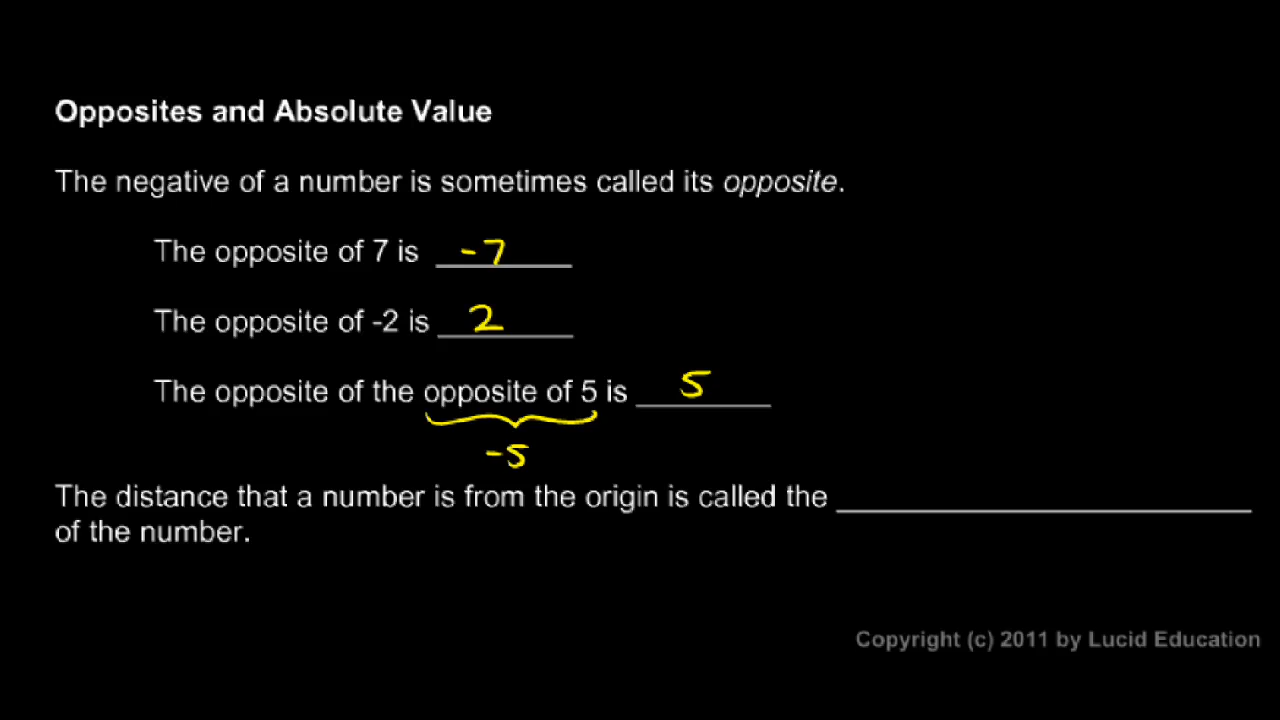 Opposites and Absolute Value
The negative of a number is sometimes called its opposite.
The opposite of 7 is -7
The opposite of -2 is 2
The opposite of the opposite of 5 is 5
-5
The distance that a number is from the origin is called the ____
of the number.
Copyright (c) 2011 by Lucid Education